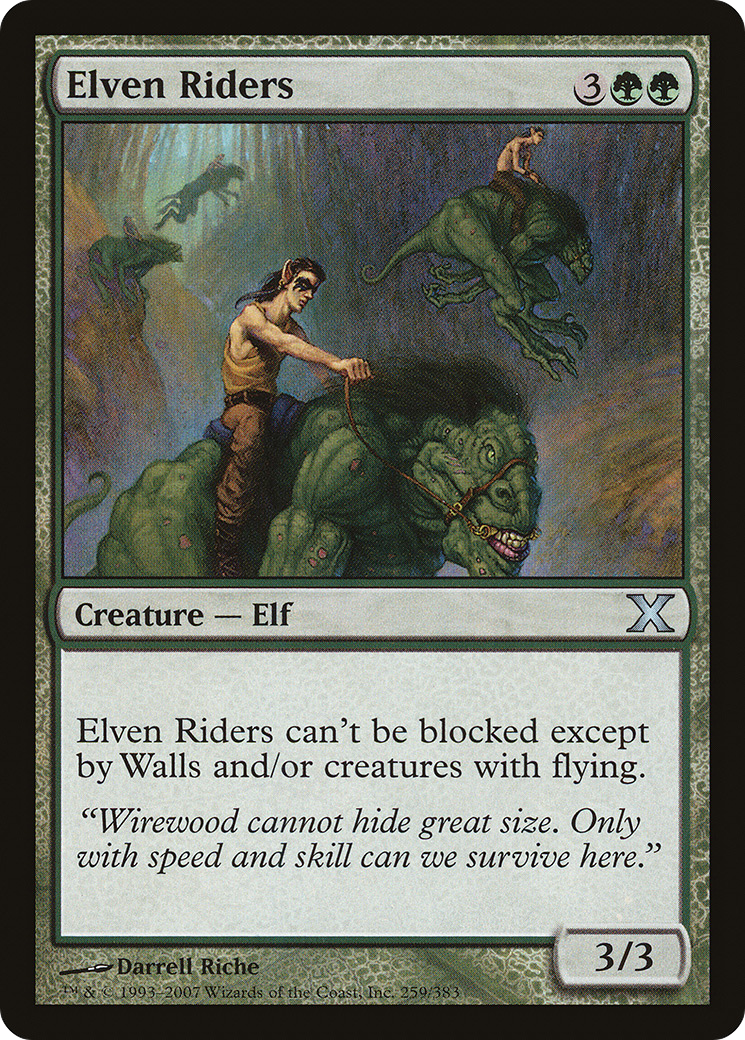 Elven Riders 3
Creature — Elf X
Elven Riders can't be blocked except
by Walls and/or creatures with flying.
“Wirewood cannot hide great size. Only
with speed and skill can we survive here.”
3/3
Darrell Riche
™ & © 1993–2007 Wizards of the Coast, Inc. 259/383